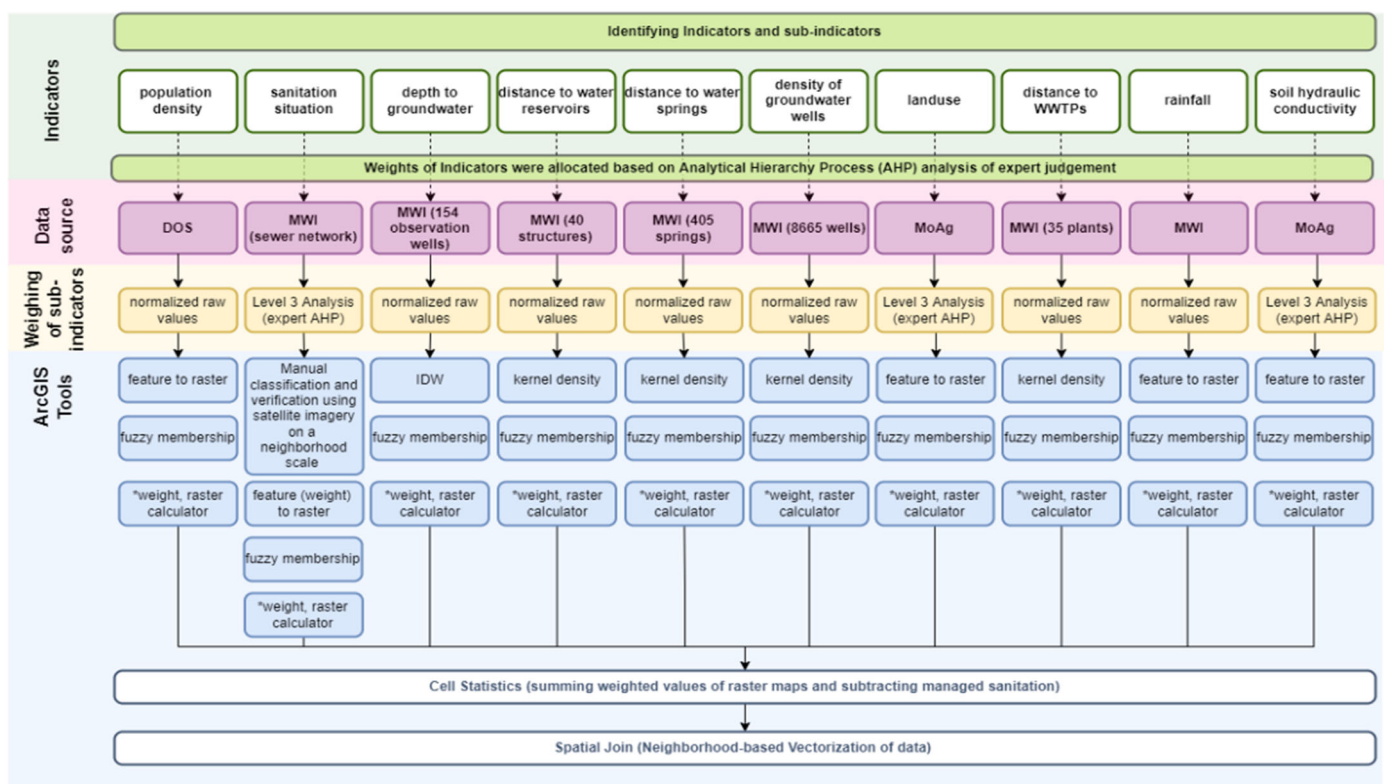 Identifying Indicators and sub-indicators
Indicators
population
density
sanitation
situation
depth to
groundwater
distance to water
reservoirs
distance to water
springs
density of
groundwater
wells
landuse
distance to
WWTPs
rainfall
soil hydraulic
conductivity
Weights of Indicators were allocated based on Analytical Hierarchy Process (AHP) analysis of expert judgement
Data
source
DOS
MWI
(sewer network)
MWI (154
observation
wells)
MWI (40
structures)
MWI (405
springs)
MWI (8665 wells)
MoAg
MWI (35 plants)
MWI
MoAg
Weighing
of sub-
indicators
normalized raw
values
Level 3 Analysis
(expert AHP)
normalized raw
values
normalized raw
values
normalized raw
values
normalized raw
values
Level 3 Analysis
(expert AHP)
normalized raw
values
normalized raw
values
Level 3 Analysis
(expert AHP)
ArcGIS
Tools
feature to raster
Manual
classification and
verification using
satellite imagery
on a
neighborhood
scale
IDW
kernel density
kernel density
kernel density
feature to raster
kernel density
feature to raster
feature to raster
fuzzy membership
fuzzy membership
fuzzy membership
fuzzy membership
fuzzy membership
fuzzy membership
fuzzy membership
fuzzy membership
fuzzy membership
*weight, raster
calculator
feature (weight)
to raster
*weight, raster
calculator
*weight, raster
calculator
*weight, raster
calculator
*weight, raster
calculator
*weight, raster
calculator
*weight, raster
calculator
*weight, raster
calculator
*weight, raster
calculator
fuzzy membership
*weight, raster
calculator
Cell Statistics (summing weighted values of raster maps and subtracting managed sanitation)
Spatial Join (Neighborhood-based Vectorization of data)